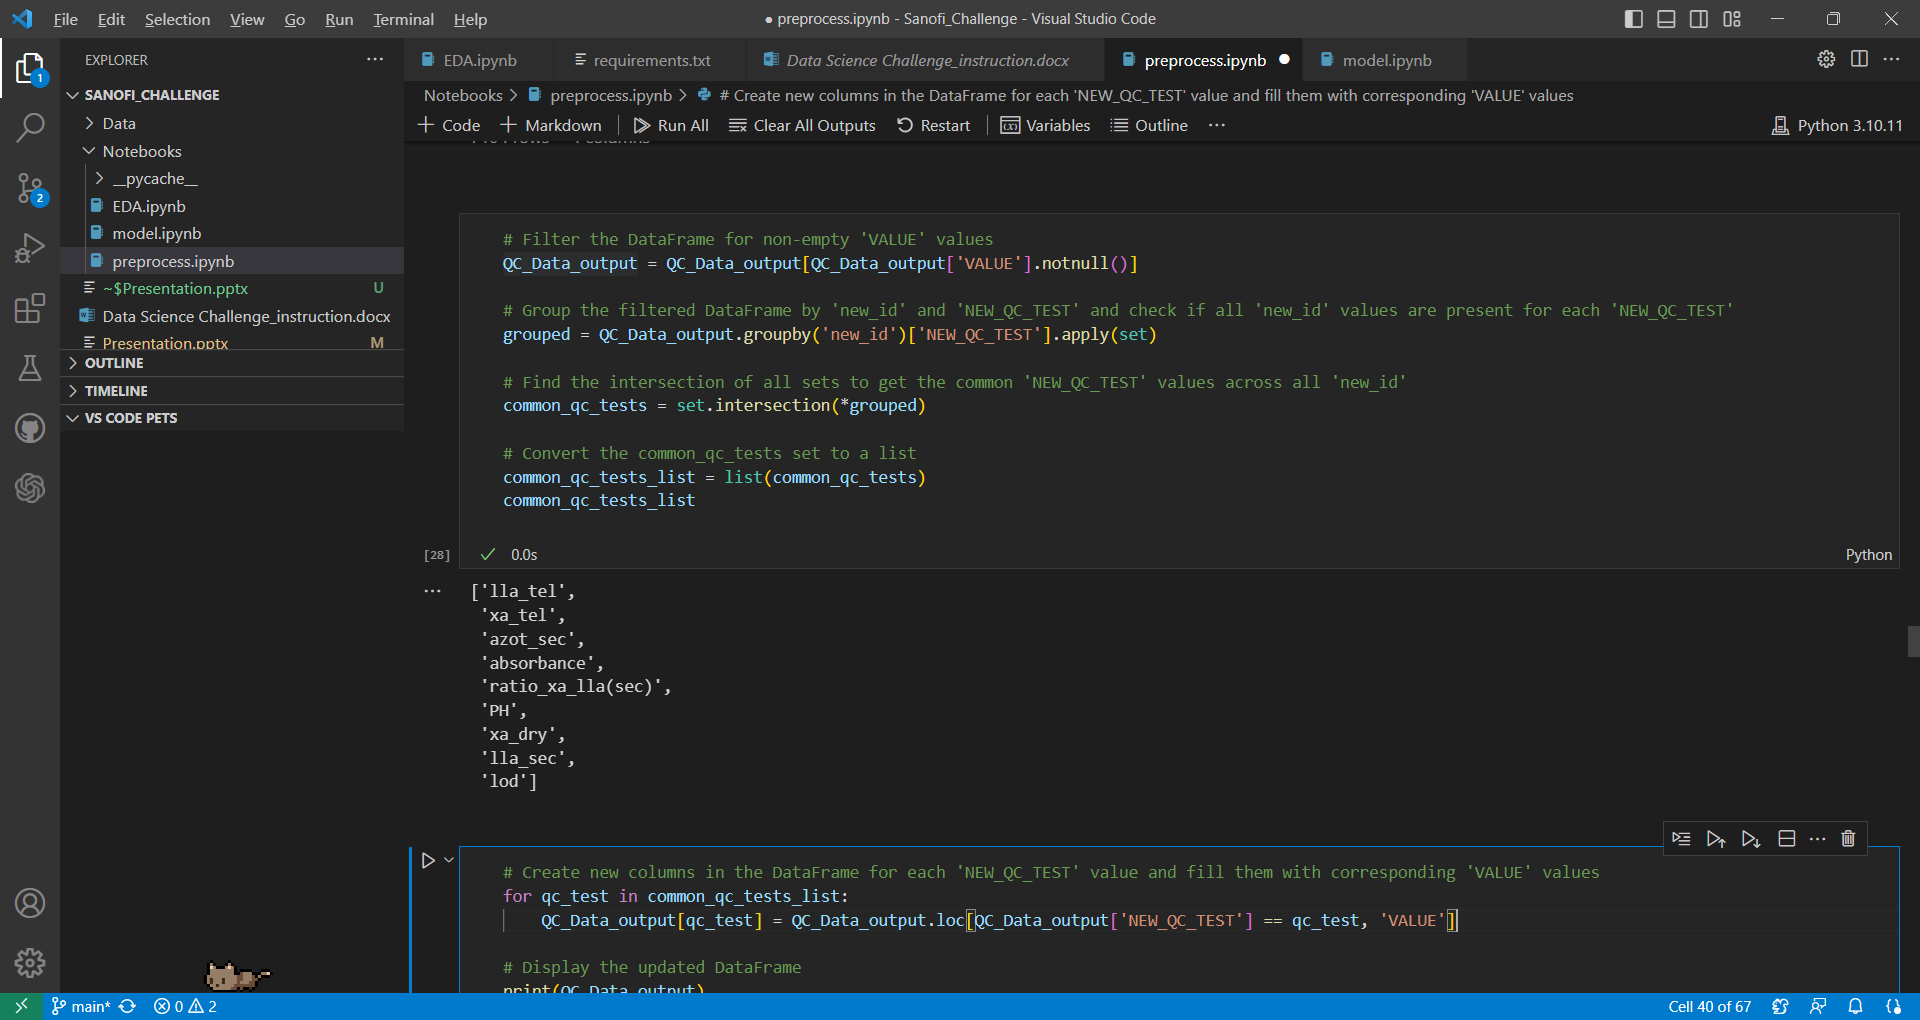 File Edit Selection View Go Run Terminal Help
● preprocess.ipynb - Sanofi_Challenge - Visual Studio Code
EXPLORER
SANOFI_CHALLENGE
Data
Notebooks
__pycache__
EDA.ipynb
model.ipynb
preprocess.ipynb
~$Presentation.pptx U
Data Science Challenge_instruction.docx
Presentation.pptx M
OUTLINE
TIMELINE
VS CODE PETS
1
2
EDA.ipynb requirements.txt Data Science Challenge_instruction.docx preprocess.ipynb ● model.ipynb
Notebooks > preprocess.ipynb > # Create new columns in the DataFrame for each 'NEW_QC_TEST' value and fill them with corresponding 'VALUE' values
+ Code + Markdown Run All Clear All Outputs Restart Variables Outline ··· Python 3.10.11
# Filter the DataFrame for non-empty 'VALUE' values
QC_Data_output = QC_Data_output[QC_Data_output['VALUE'].notnull()]
# Group the filtered DataFrame by 'new_id' and 'NEW_QC_TEST' and check if all 'new_id' values are present for each 'NEW_QC_TEST'
grouped = QC_Data_output.groupby('new_id')['NEW_QC_TEST'].apply(set)
# Find the intersection of all sets to get the common 'NEW_QC_TEST' values across all 'new_id'
common_qc_tests = set.intersection(*grouped)
# Convert the common_qc_tests set to a list
common_qc_tests_list = list(common_qc_tests)
common_qc_tests_list
[28] 0.0s Python
['lla_tel',
'xa_tel',
'azot_sec',
'absorbance',
'ratio_xa_lla(sec)',
'PH',
'xa_dry',
'lla_sec',
'lod']
# Create new columns in the DataFrame for each 'NEW_QC_TEST' value and fill them with corresponding 'VALUE' values
for qc_test in common_qc_tests_list:
QC_Data_output[qc_test] = QC_Data_output.loc[QC_Data_output['NEW_QC_TEST'] == qc_test, 'VALUE']
# Display the updated DataFrame
print(QC_Data_output)
main* 0 2 Cell 40 of 67